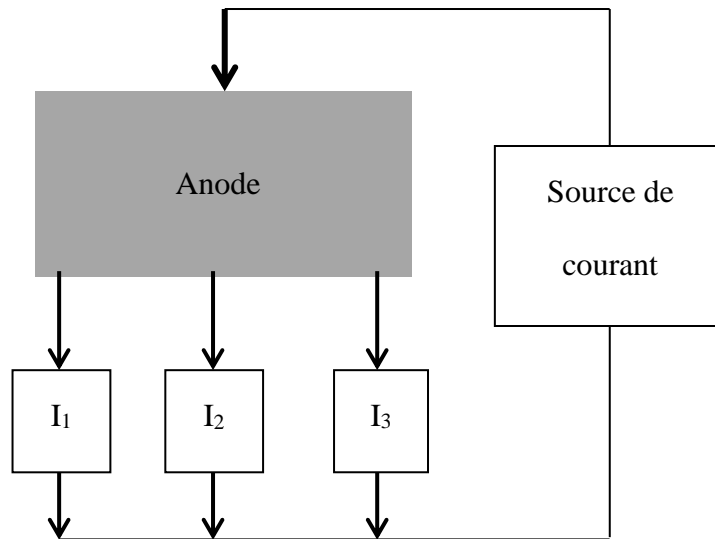 Anode
Source de
courant
I₁
I₂
I₃